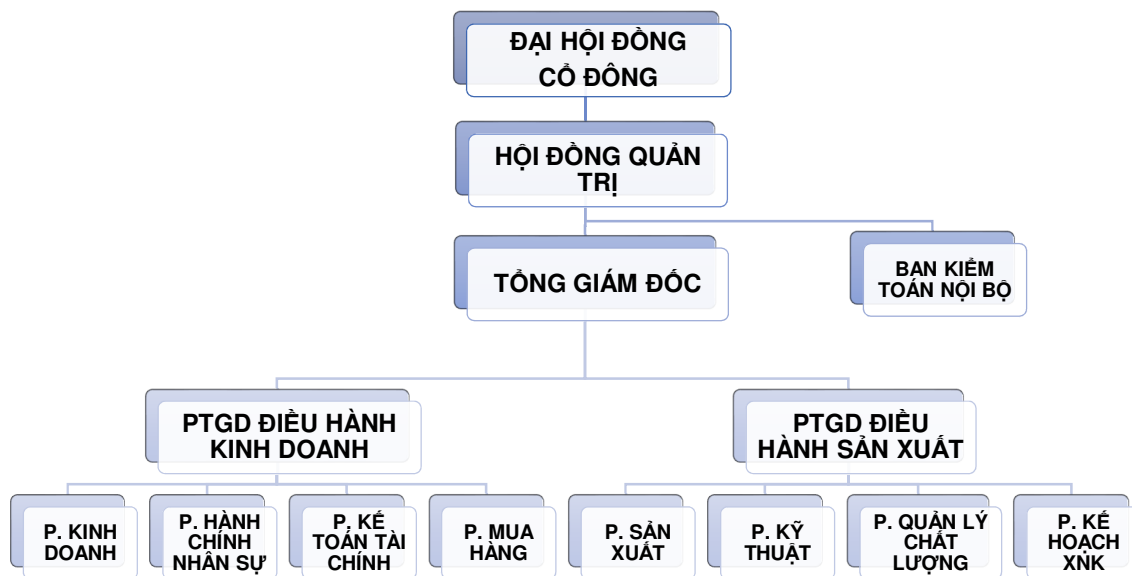 ĐẠI HỘI ĐỒNG
CỔ ĐÔNG
HỘI ĐỒNG QUẢN
TRỊ
TỔNG GIÁM ĐỐC
BAN KIỂM
TOÁN NỘI BỘ
PTGD ĐIỀU HÀNH
KINH DOANH
PTGD ĐIỀU
HÀNH SẢN XUẤT
P. KINH
DOANH
P. HÀNH
CHÍNH
NHÂN SỰ
P. KẾ
TOÁN TÀI
CHÍNH
P. MUA
HÀNG
P. SẢN
XUẤT
P. KỸ
THUẬT
P. QUẢN LÝ
CHẤT
LƯỢNG
P. KẾ
HOẠCH
XNK